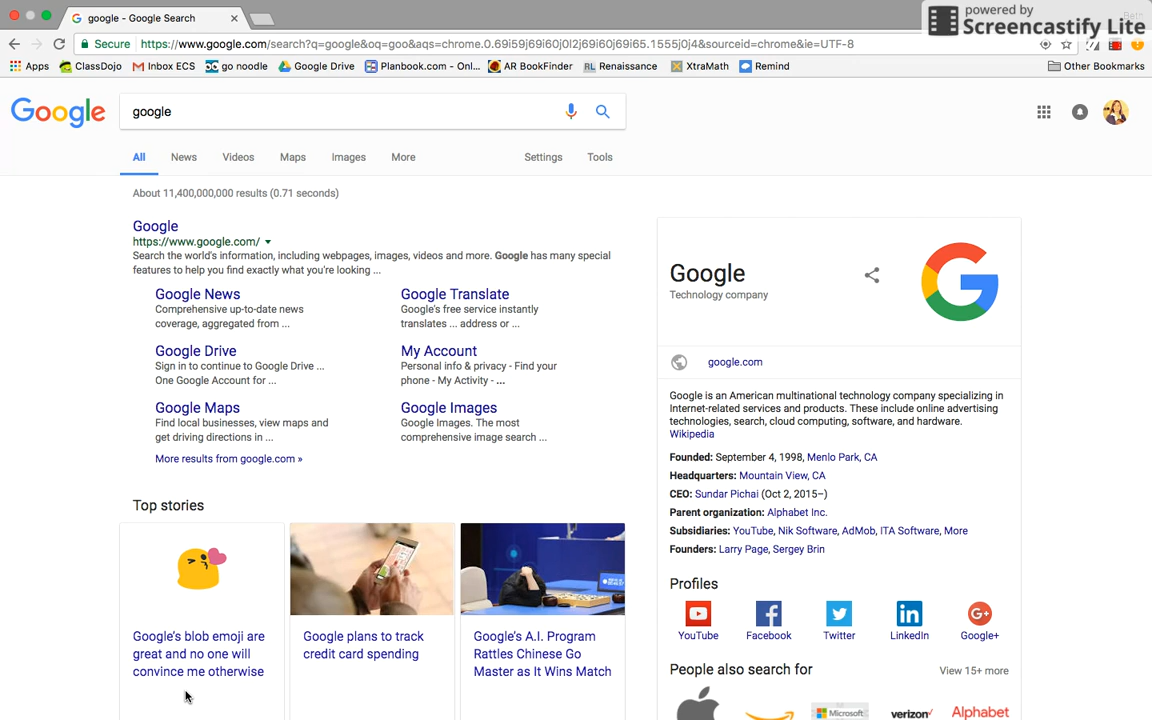 google - Google Search
powered by
Screencastify Lite
Secure https://www.google.com/search?q=google&oq=goo&aqs=chrome.0.69i59j69i60j0l2j69i60j69i65.1555j0j4&sourceid=chrome&ie=UTF-8
Apps ClassDojo Inbox ECS go noodle Google Drive Planbook.com - Onl... AR BookFinder RL Renaissance XtraMath Remind Other Bookmarks
Google google
All News Videos Maps Images More Settings Tools
About 11,400,000,000 results (0.71 seconds)
Google
https://www.google.com/
Search the world's information, including webpages, images, videos and more. Google has many special
features to help you find exactly what you're looking ...
Google News
Comprehensive up-to-date news
coverage, aggregated from ...
Google Translate
Google's free service instantly
translates ... address or ...
Google Drive
Sign in to continue to Google Drive ...
One Google Account for ...
My Account
Personal info & privacy - Find your
phone - My Activity - ...
Google Maps
Find local businesses, view maps and
get driving directions in ...
Google Images
Google Images. The most
comprehensive image search ...
More results from google.com »
Top stories
Google's blob emoji are
great and no one will
convince me otherwise
Google plans to track
credit card spending
Google's A.I. Program
Rattles Chinese Go
Master as It Wins Match
Google
Technology company
google.com
Google is an American multinational technology company specializing in
Internet-related services and products. These include online advertising
technologies, search, cloud computing, software, and hardware.
Wikipedia
Founded: September 4, 1998, Menlo Park, CA
Headquarters: Mountain View, CA
CEO: Sundar Pichai (Oct 2, 2015–)
Parent organization: Alphabet Inc.
Subsidiaries: YouTube, Nik Software, AdMob, ITA Software, More
Founders: Larry Page, Sergey Brin
Profiles
YouTube Facebook Twitter LinkedIn Google+
People also search for View 15+ more
Microsoft verizon Alphabet